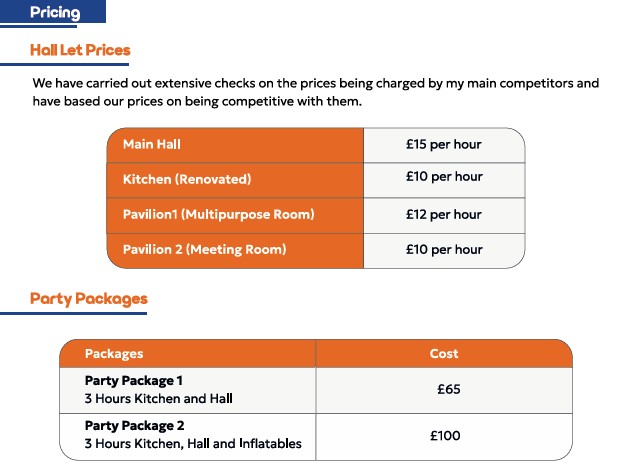 Pricing
Hall Let Prices
We have carried out extensive checks on the prices being charged by my main competitors and
have based our prices on being competitive with them.
Main Hall £15 per hour
Kitchen (Renovated) £10 per hour
Pavilion1 (Multipurpose Room) £12 per hour
Pavilion 2 (Meeting Room) £10 per hour
Party Packages
Packages Cost
Party Package 1
3 Hours Kitchen and Hall £65
Party Package 2
3 Hours Kitchen, Hall and Inflatables £100